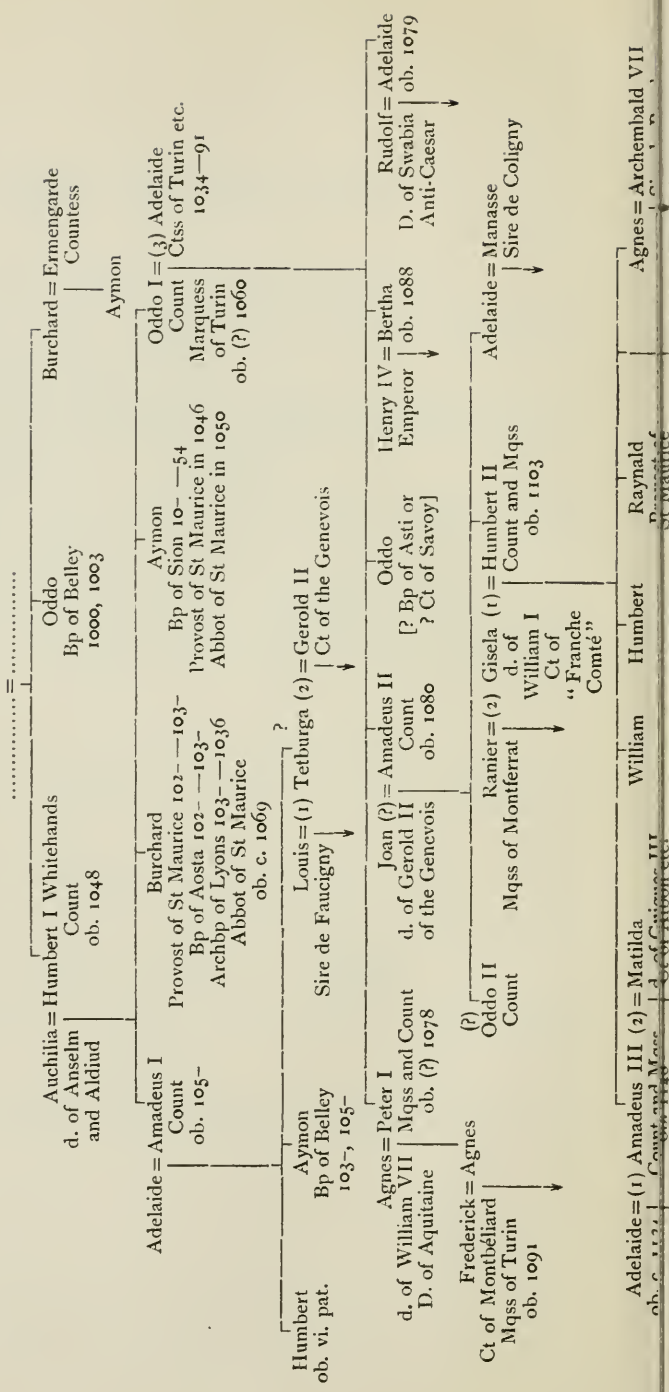 Auchilia = Humbert I Whitehands
d. of Anselm Count
and Aldiud ob. 1048
Oddo
Bp of Belley
1000, 1003
Burchard = Ermengarde
Countess
Aymon
Adelaide = Amadeus I
Count
ob. 105-
Burchard
Provost of St Maurice 102- —103-
Bp of Aosta 102- —103-
Archbp of Lyons 103- —1036
Abbot of St Maurice
ob. c. 1069
Aymon
Bp of Sion 10- —54
Provost of St Maurice in 1046
Abbot of St Maurice in 1050
Oddo I = (3) Adelaide
Count Ctss of Turin etc.
Marquess 1034—91
of Turin
ob. (?) 1060
Humbert
ob. vi. pat.
Aymon
Bp of Belley
103-, 105-
?
Louis = (1) Tetburga (2) = Gerold II
Sire de Faucigny Ct of the Genevois
Agnes = Peter I
d. of William VII Mqss and Count
D. of Aquitaine ob. (?) 1078
Joan (?) = Amadeus II
d. of Gerold II Count
of the Genevois ob. 1080
Oddo
[? Bp of Asti or
? Ct of Savoy]
Henry IV = Bertha
Emperor ob. 1088
Rudolf = Adelaide
D. of Swabia ob. 1079
Anti-Caesar
Frederick = Agnes
Ct of Montbéliard
Mqss of Turin
ob. 1091
(?)
Oddo II
Count
Ranier = (2) Gisela (1) = Humbert II
Mqss of Montferrat d. of Count and Mqss
William I ob. 1103
Ct of
“Franche
Comté”
Adelaide = Manasse
Sire de Coligny
Adelaide = (1) Amadeus III (2) = Matilda
Count and Mqss d. of Guigues III
William
Humbert
Raynald
St Maurice
Agnes = Archembald VII